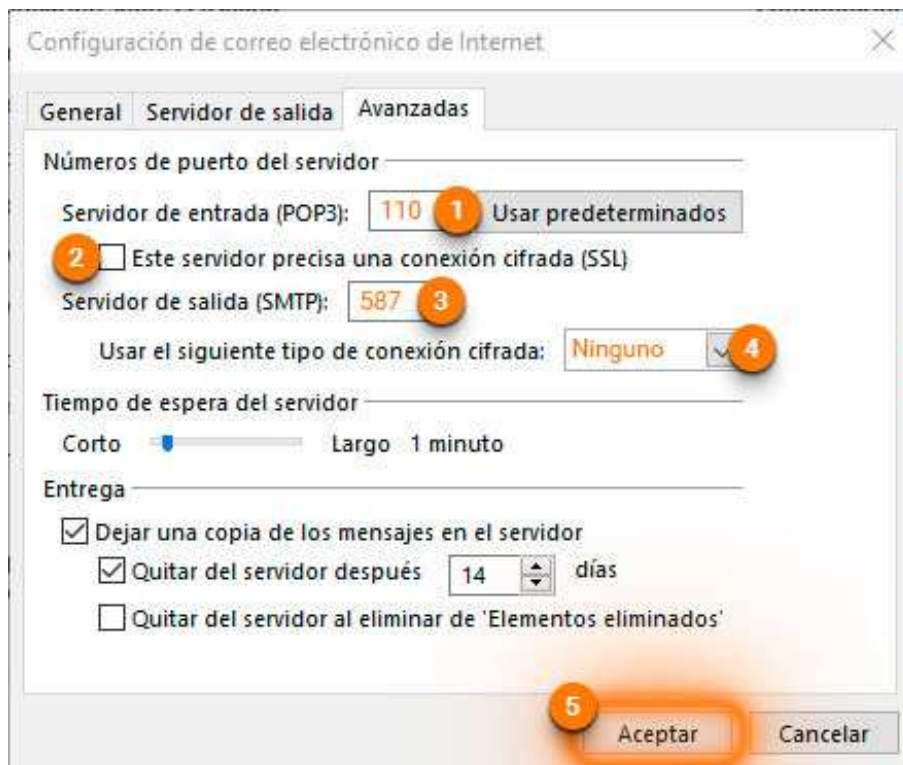 Configuración de correo electrónico de Internet
General Servidor de salida Avanzadas
Números de puerto del servidor
Servidor de entrada (POP3): 110 1 Usar predeterminados
2 Este servidor precisa una conexión cifrada (SSL)
Servidor de salida (SMTP): 587 3
Usar el siguiente tipo de conexión cifrada: Ninguno 4
Tiempo de espera del servidor
Corto Largo 1 minuto
Entrega
Dejar una copia de los mensajes en el servidor
Quitar del servidor después 14 días
Quitar del servidor al eliminar de 'Elementos eliminados'
5 Aceptar Cancelar